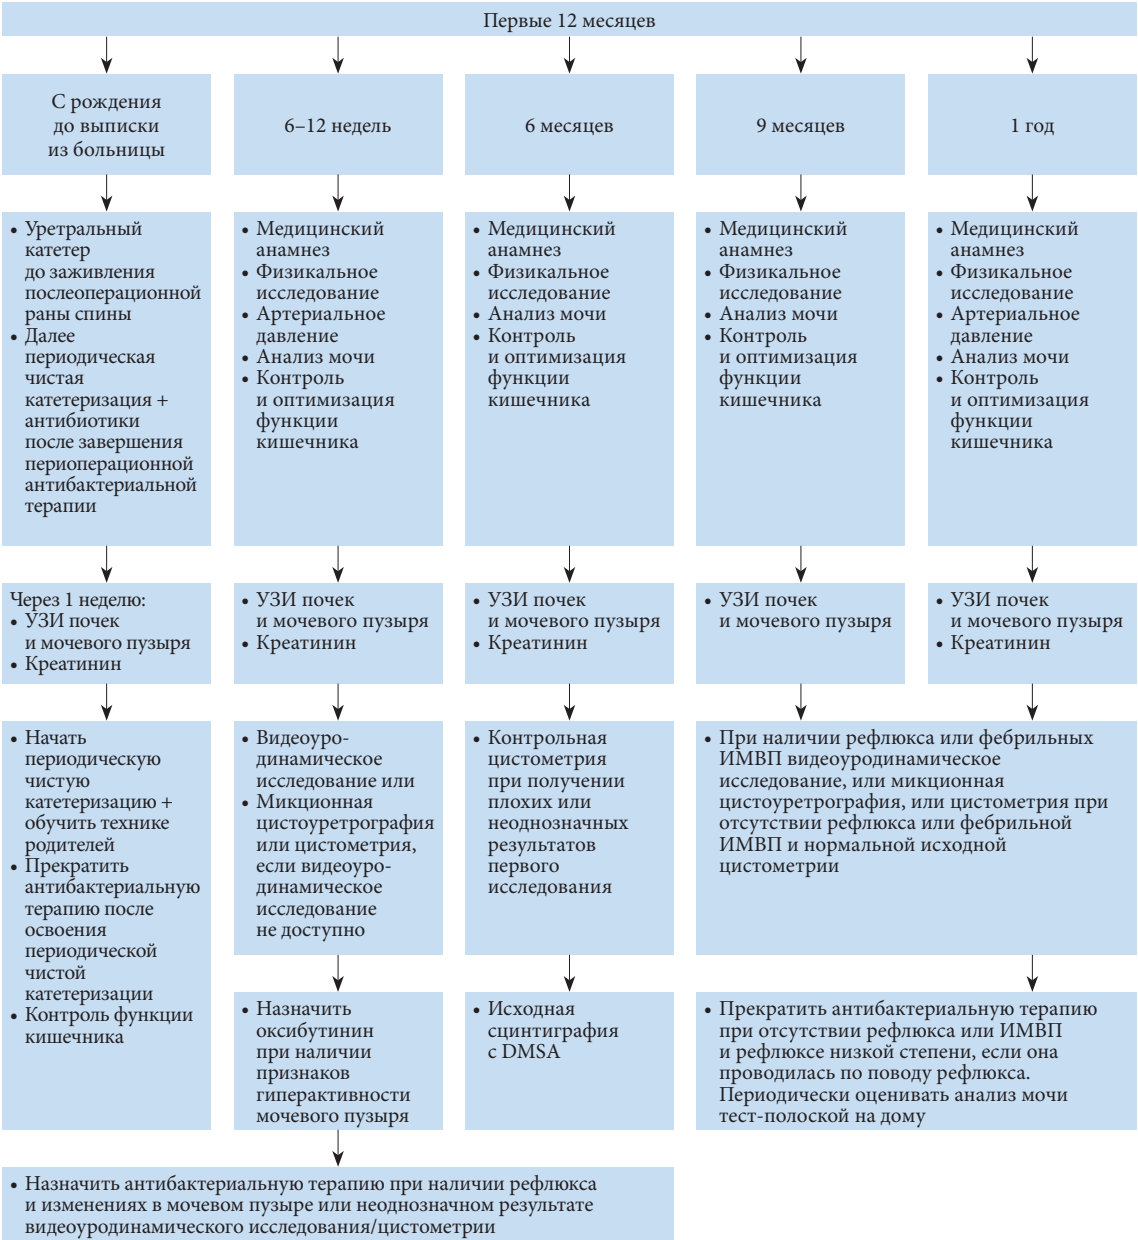 Первые 12 месяцев
С рождения
до выписки
из больницы
6–12 недель
6 месяцев
9 месяцев
1 год
• Уретральный
катетер
до заживления
послеоперационной
раны спины
• Далее
периодическая
чистая
катетеризация +
антибиотики
после завершения
периоперационной
антибактериальной
терапии
• Медицинский
анамнез
• Физикальное
исследование
• Артериальное
давление
• Анализ мочи
• Контроль
и оптимизация
функции
кишечника
• Медицинский
анамнез
• Физикальное
исследование
• Анализ мочи
• Контроль
и оптимизация
функции
кишечника
• Медицинский
анамнез
• Физикальное
исследование
• Анализ мочи
• Контроль
и оптимизация
функции
кишечника
• Медицинский
анамнез
• Физикальное
исследование
• Артериальное
давление
• Анализ мочи
• Контроль
и оптимизация
функции
кишечника
Через 1 неделю:
• УЗИ почек
и мочевого пузыря
• Креатинин
• УЗИ почек
и мочевого пузыря
• Креатинин
• УЗИ почек
и мочевого пузыря
• Креатинин
• УЗИ почек
и мочевого пузыря
• УЗИ почек
и мочевого пузыря
• Креатинин
• Начать
периодическую
чистую
катетеризацию +
обучить технике
родителей
• Прекратить
антибактериальную
терапию после
освоения
периодической
чистой
катетеризации
• Контроль функции
кишечника
• Видеоуро-
динамическое
исследование или
• Микционная
цистоуретрография
или цистометрия,
если видеоуро-
динамическое
исследование
не доступно
• Контрольная
цистометрия
при получении
плохих или
неоднозначных
результатов
первого
исследования
• При наличии рефлюкса или фебрильных
ИМВП видеоуродинамическое
исследование, или микционная
цистоуретрография, или цистометрия при
отсутствии рефлюкса или фебрильной
ИМВП и нормальной исходной
цистометрии
• Назначить
оксибутинин
при наличии
признаков
гиперактивности
мочевого пузыря
• Исходная
сцинтиграфия
с DMSA
• Прекратить антибактериальную терапию
при отсутствии рефлюкса или ИМВП
и рефлюксе низкой степени, если она
проводилась по поводу рефлюкса.
Периодически оценивать анализ мочи
тест-полоской на дому
• Назначить антибактериальную терапию при наличии рефлюкса
и изменениях в мочевом пузыре или неоднозначном результате
видеоуродинамического исследования/цистометрии